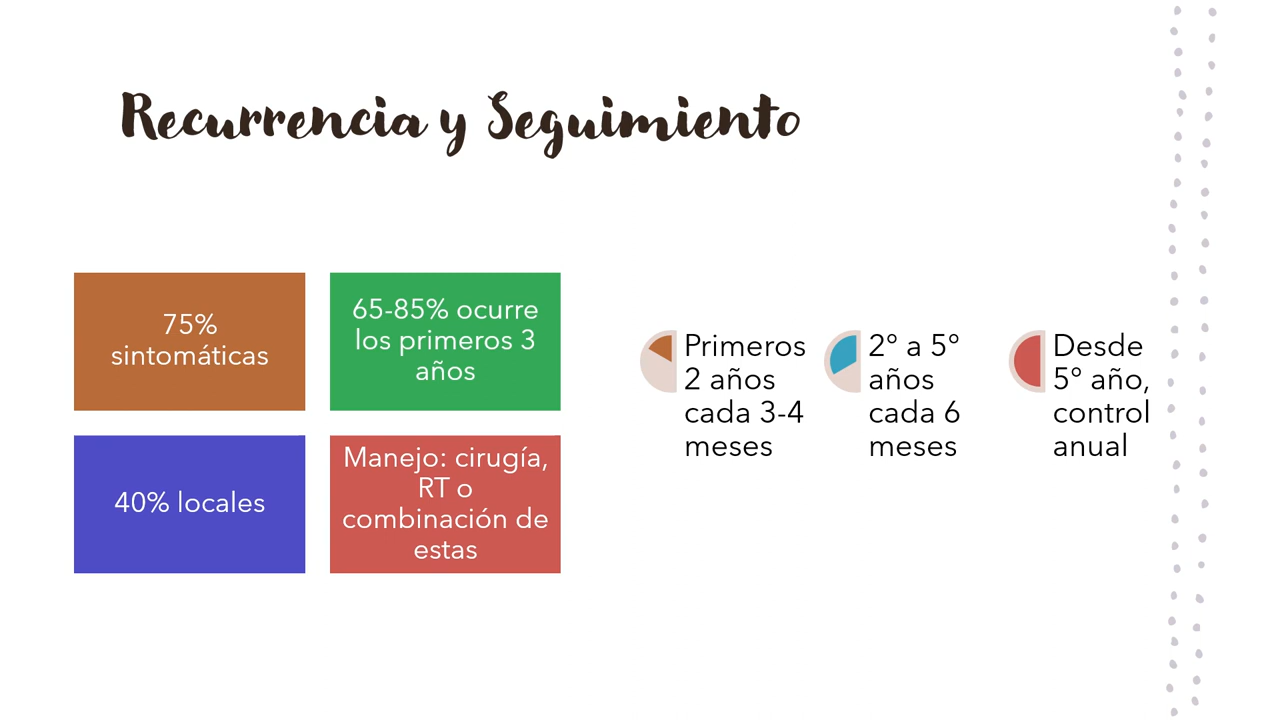 Recurrencia y Seguimiento
75%
sintomáticas
65-85% ocurre
los primeros 3
años
40% locales
Manejo: cirugía,
RT o
combinación de
estas
Primeros
2 años
cada 3-4
meses
2° a 5°
años
cada 6
meses
Desde
5° año,
control
anual